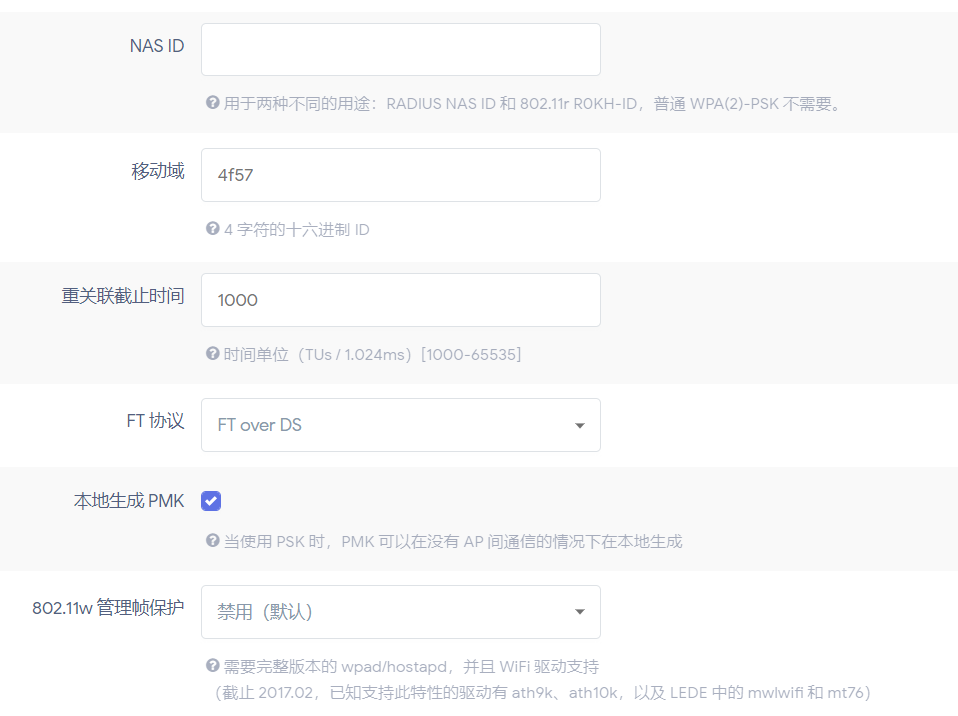 NAS ID
用于两种不同的用途：RADIUS NAS ID 和 802.11r R0KH-ID，普通 WPA(2)-PSK 不需要。
移动域
4f57
4 字符的十六进制 ID
重关联截止时间
1000
时间单位（TUs / 1.024ms）[1000-65535]
FT 协议
FT over DS
本地生成 PMK
当使用 PSK 时，PMK 可以在没有 AP 间通信的情况下在本地生成
802.11w 管理帧保护
禁用（默认）
需要完整版本的 wpad/hostapd，并且 WiFi 驱动支持
（截止 2017.02，已知支持此特性的驱动有 ath9k、ath10k，以及 LEDE 中的 mwlwifi 和 mt76）